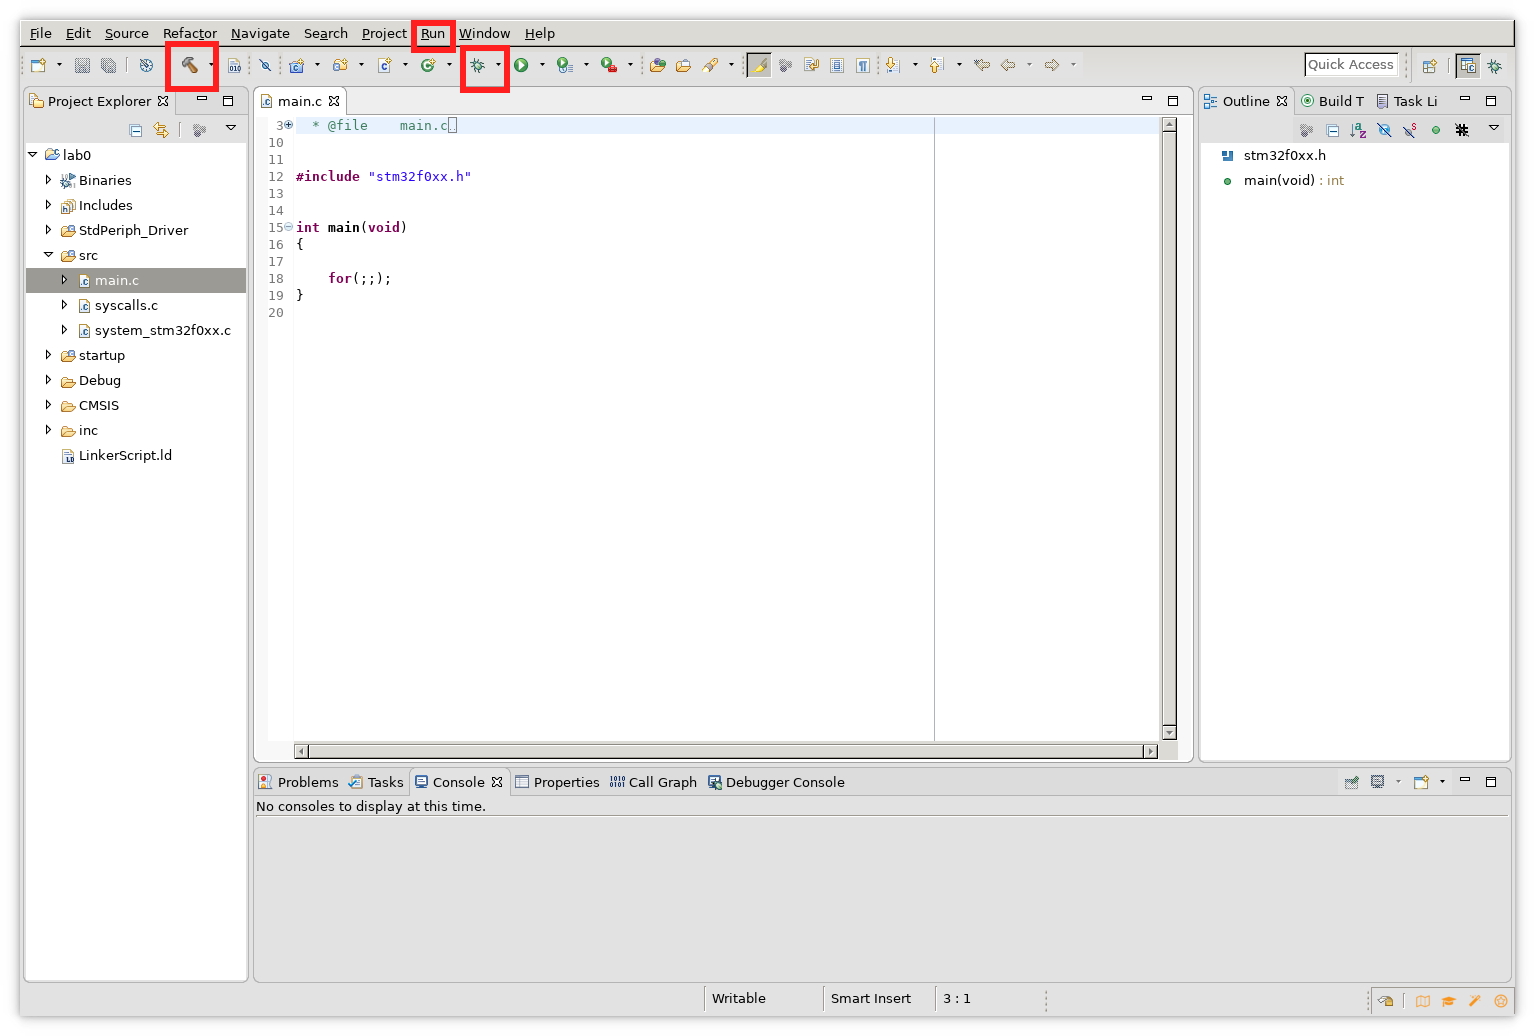 File Edit Source Refactor Navigate Search Project Run Window Help
Quick Access
Project Explorer
main.c
Outline
Build T
Task Li
lab0
Binaries
Includes
StdPeriph_Driver
src
main.c
syscalls.c
system_stm32f0xx.c
startup
Debug
CMSIS
inc
LinkerScript.ld
3 * @file    main.c
10
11
12 #include "stm32f0xx.h"
13
14
15 int main(void)
16 {
17
18     for(;;);
19 }
20
stm32f0xx.h
main(void) : int
Problems Tasks Console Properties Call Graph Debugger Console
No consoles to display at this time.
Writable Smart Insert 3 : 1